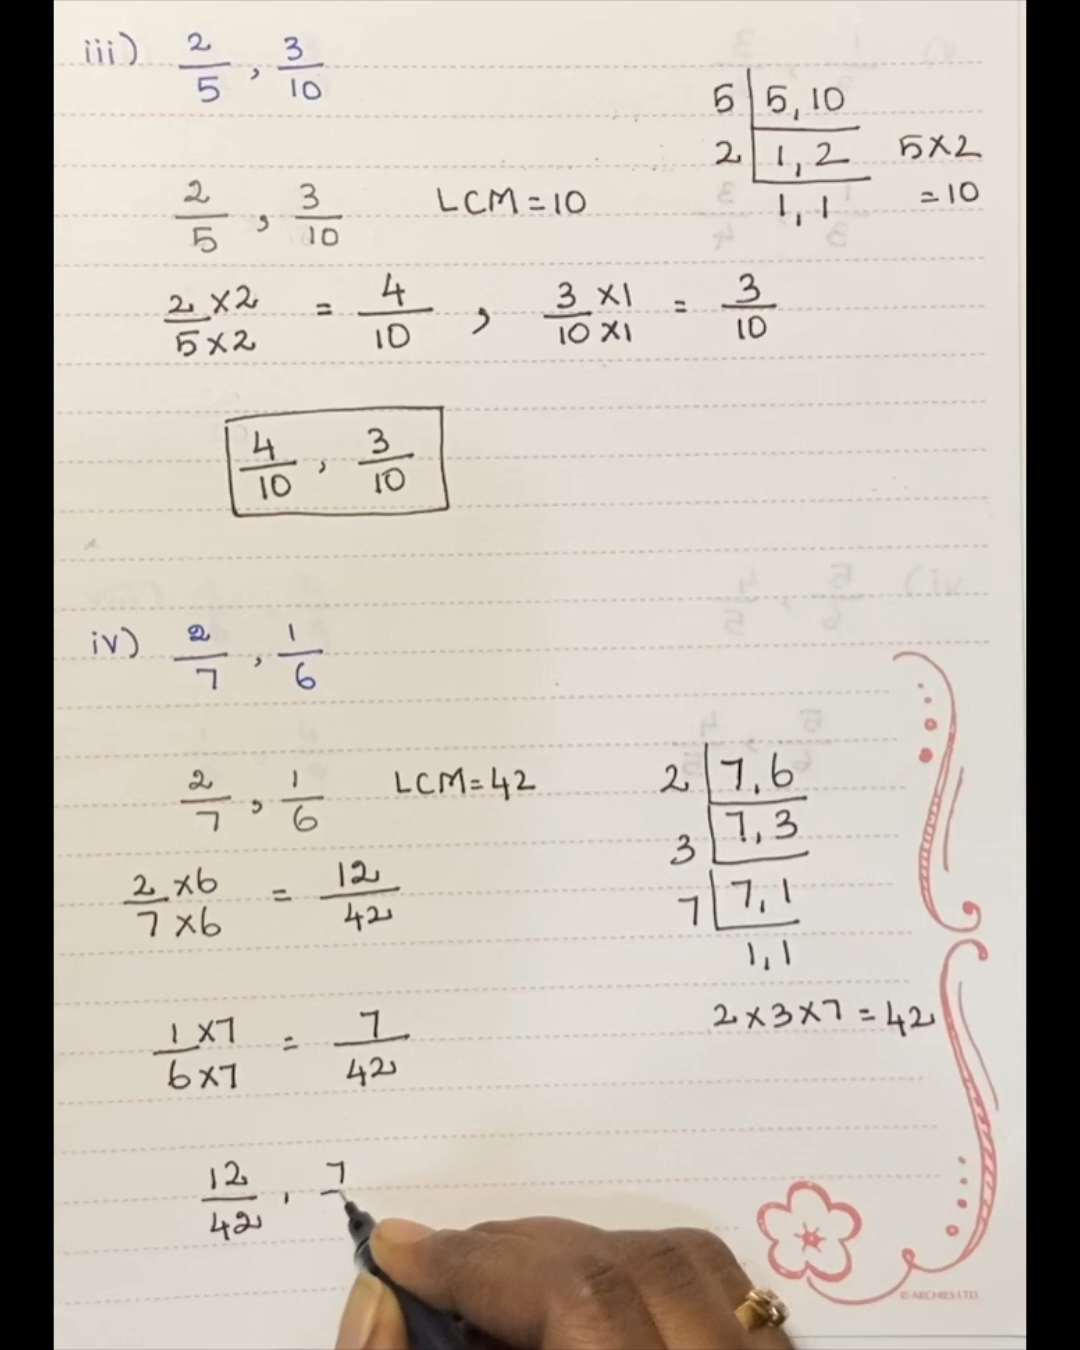 iii) 2/5 , 3/10
5 | 5, 10
2 | 1, 2   5×2
1, 1   =10
2/5 , 3/10   LCM=10
2×2/5×2 = 4/10 , 3×1/10×1 = 3/10
4/10 , 3/10
iv) 2/7 , 1/6
2/7 , 1/6   LCM=42
2×6/7×6 = 12/42
1×7/6×7 = 7/42
12/42 , 7
2 | 7, 6
3 | 7, 3
7 | 7, 1
1, 1
2×3×7=42
© ARCHIES LTD.